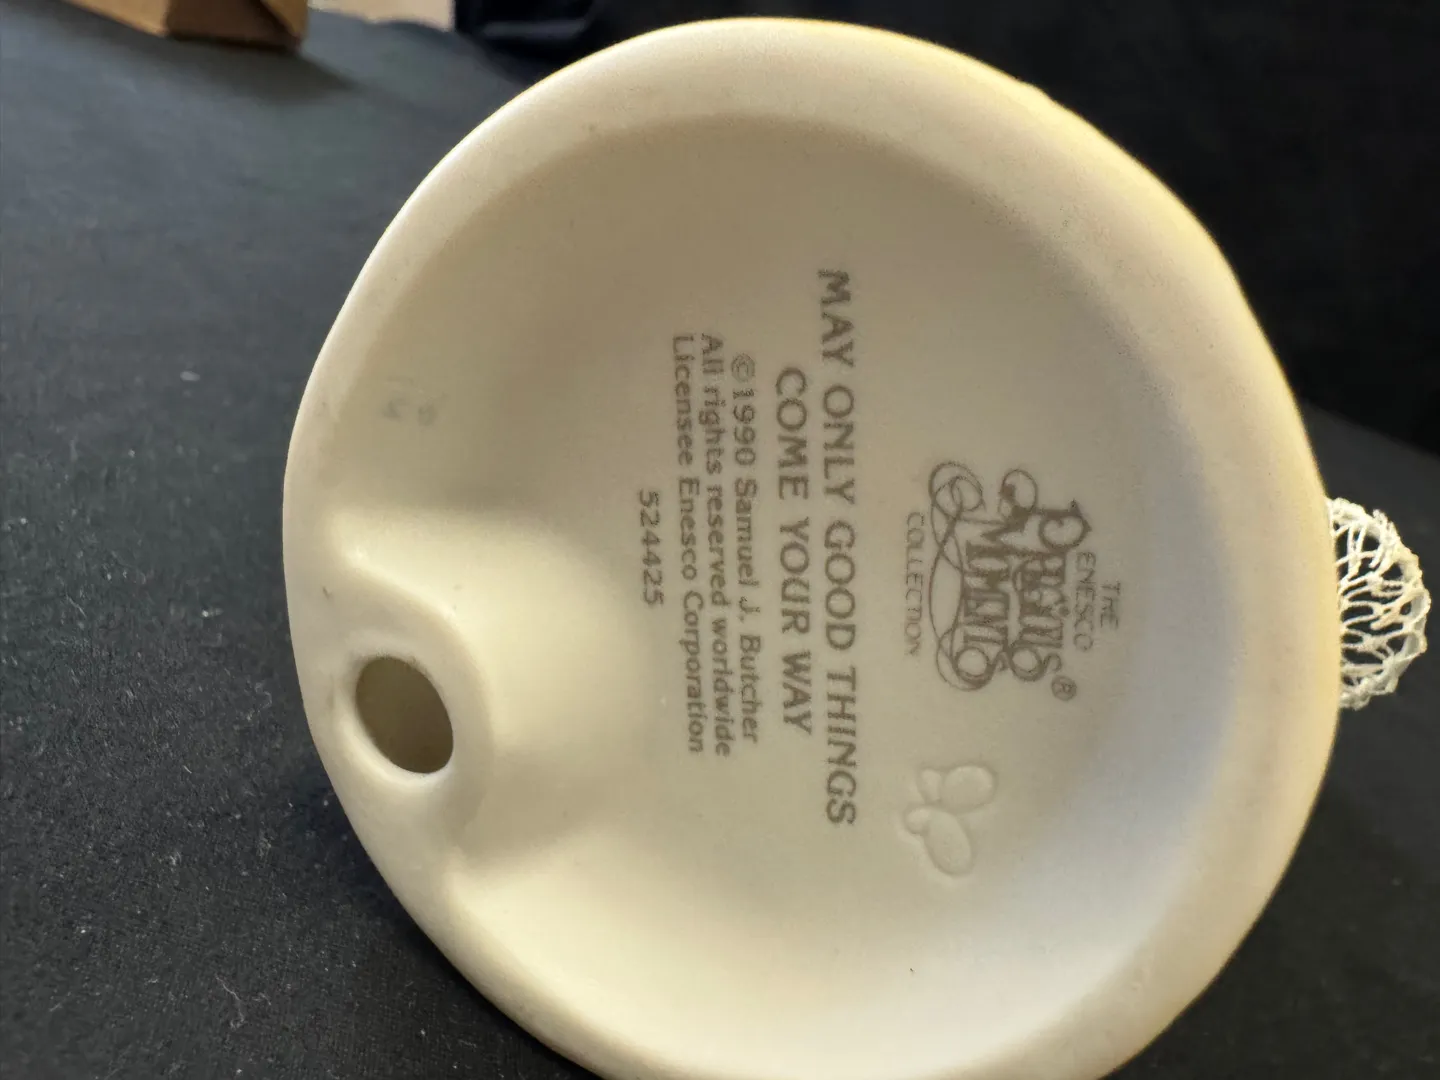 THE
ENESCO
Precious
Moments®
COLLECTION
MAY ONLY GOOD THINGS
COME YOUR WAY
©1990 Samuel J. Butcher
All rights reserved worldwide
Licensee Enesco Corporation
524425